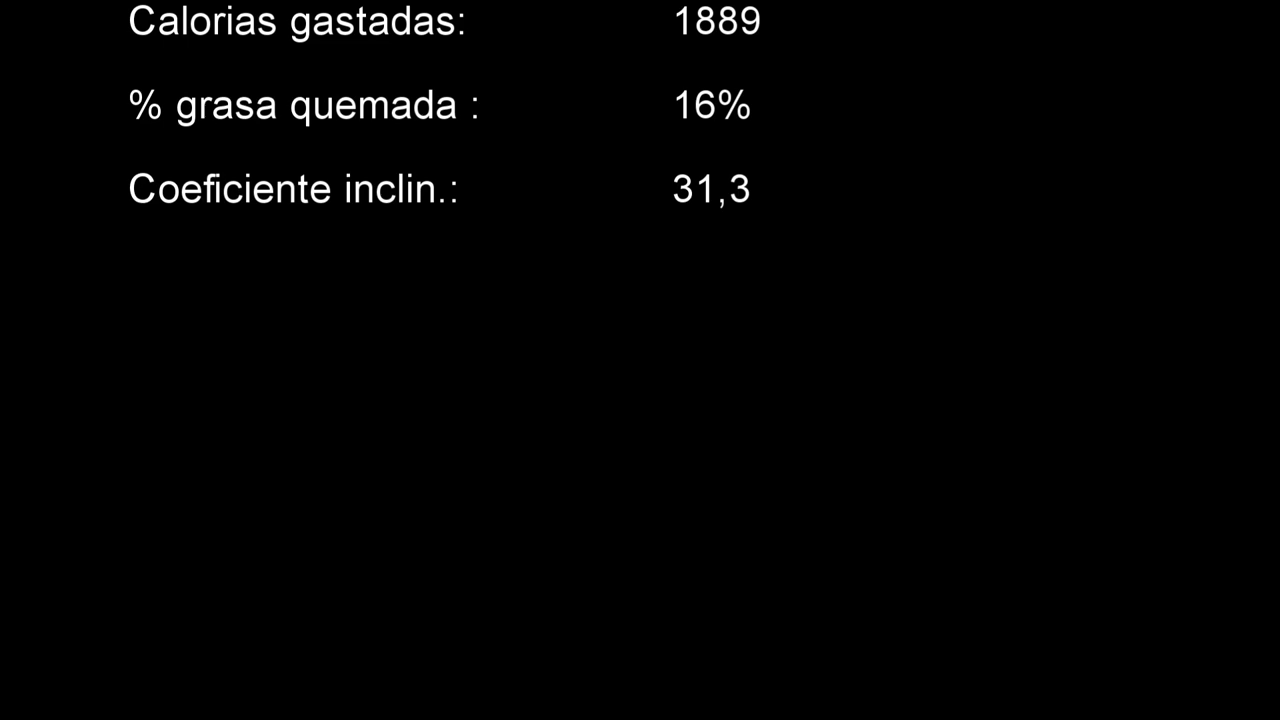 Calorias gastadas: 1889
% grasa quemada : 16%
Coeficiente inclin.: 31,3